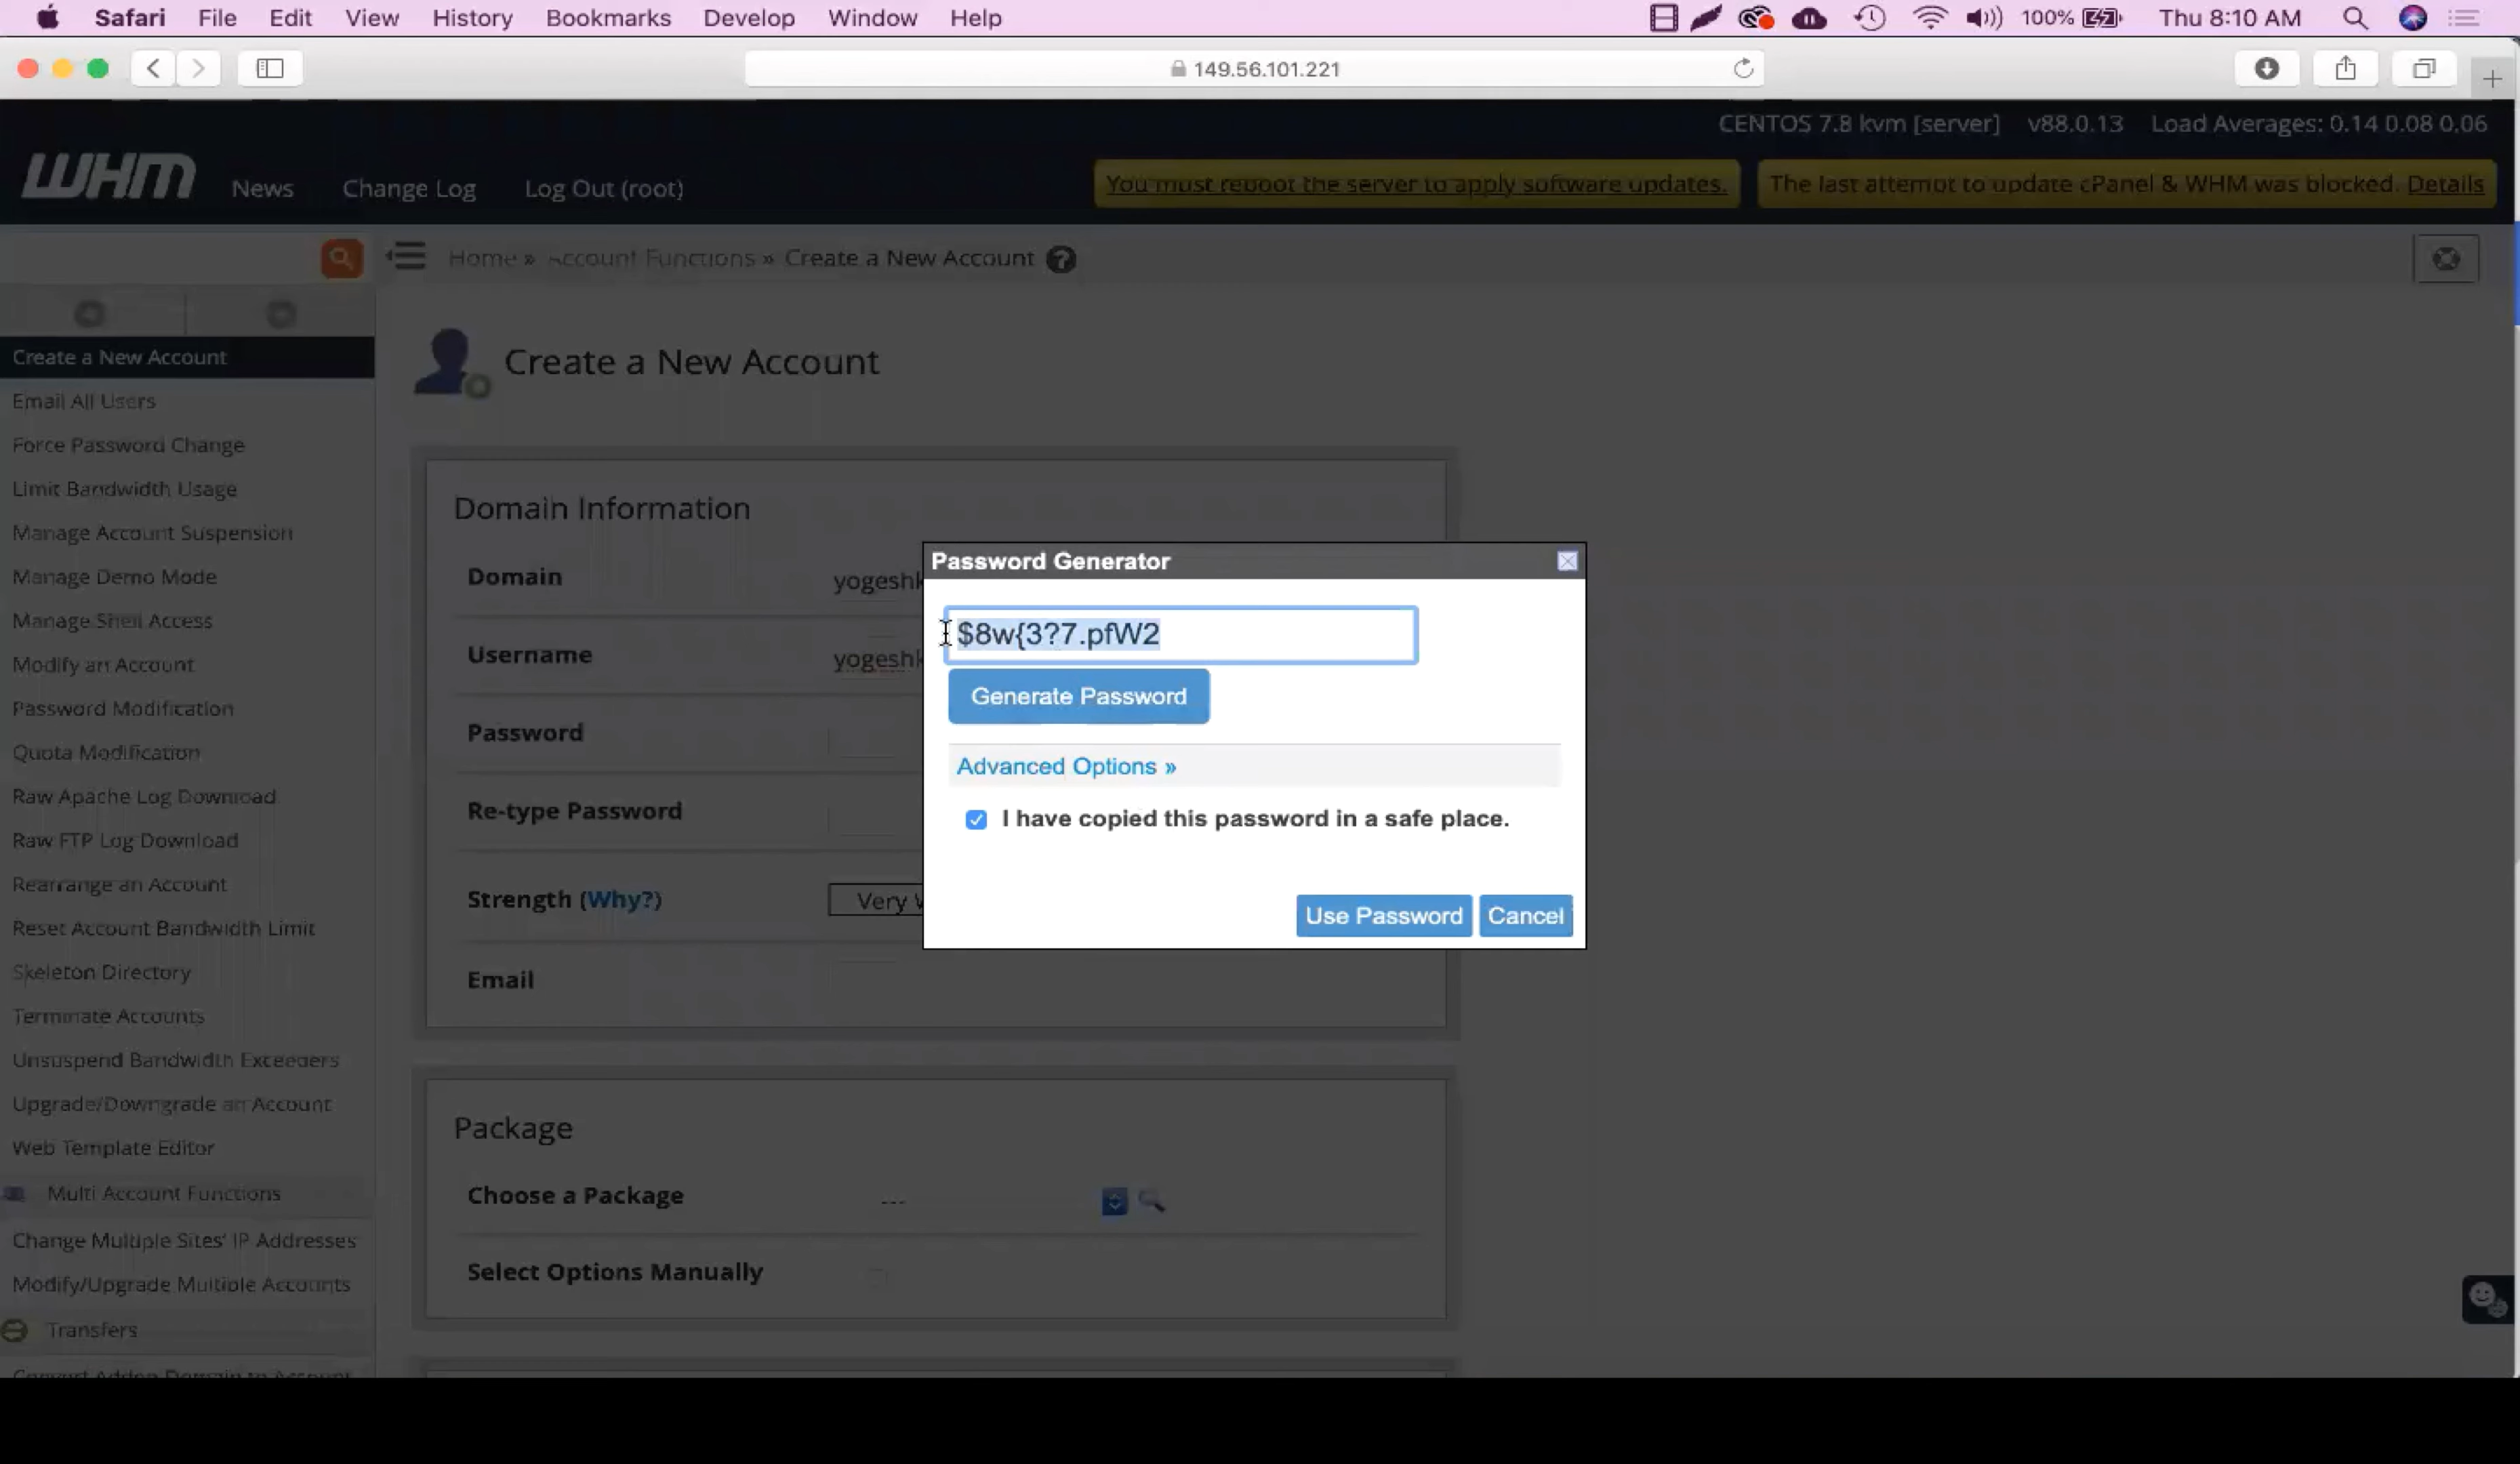 Safari File Edit View History Bookmarks Develop Window Help 100% Thu 8:10 AM
149.56.101.221
CENTOS 7.8 kvm [server] v88.0.13 Load Averages: 0.14 0.08 0.06
WHM News Change Log Log Out (root) You must reboot the server to apply software updates. The last attempt to update cPanel & WHM was blocked. Details
Home » Account Functions » Create a New Account
Create a New Account
Create a New Account
Email All Users
Force Password Change
Limit Bandwidth Usage
Manage Account Suspension
Manage Demo Mode
Manage Shell Access
Modify an Account
Password Modification
Quota Modification
Raw Apache Log Download
Raw FTP Log Download
Rearrange an Account
Reset Account Bandwidth Limit
Skeleton Directory
Terminate Accounts
Unsuspend Bandwidth Exceeders
Upgrade/Downgrade an Account
Web Template Editor
Multi Account Functions
Change Multiple Sites' IP Addresses
Modify/Upgrade Multiple Accounts
Transfers
Convert Addon Domain to Account
Domain Information
Domain
Username
Password
Re-type Password
Strength (Why?) Very
Email
Package
Choose a Package ---
Select Options Manually
Password Generator
$8w{3?7.pfW2
Generate Password
Advanced Options »
I have copied this password in a safe place.
Use Password Cancel